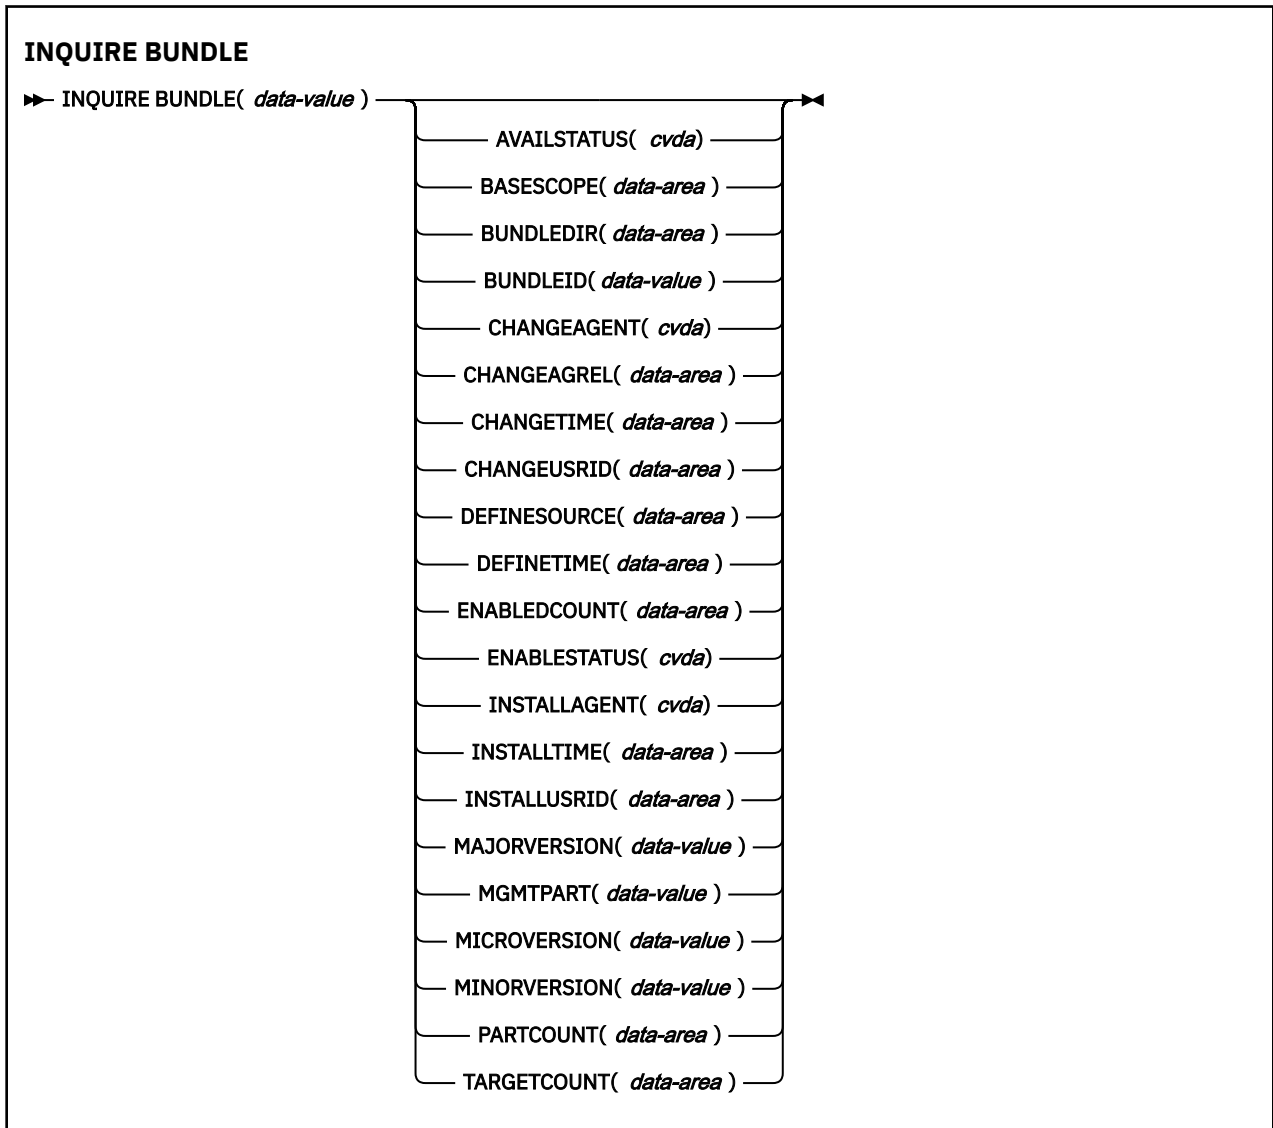 INQUIRE BUNDLE
INQUIRE BUNDLE( data-value )
AVAILSTATUS( cvda)
BASESCOPE( data-area )
BUNDLEDIR( data-area )
BUNDLEID( data-value )
CHANGEAGENT( cvda)
CHANGEAGREL( data-area )
CHANGETIME( data-area )
CHANGEUSRID( data-area )
DEFINESOURCE( data-area )
DEFINETIME( data-area )
ENABLEDCOUNT( data-area )
ENABLESTATUS( cvda)
INSTALLAGENT( cvda)
INSTALLTIME( data-area )
INSTALLUSRID( data-area )
MAJORVERSION( data-value )
MGMTPART( data-value )
MICROVERSION( data-value )
MINORVERSION( data-value )
PARTCOUNT( data-area )
TARGETCOUNT( data-area )